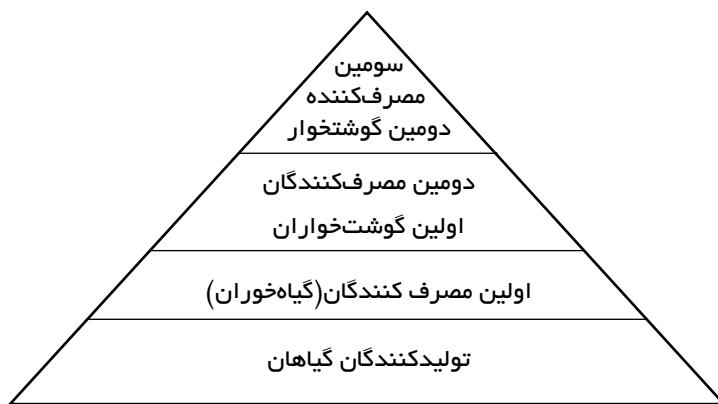 سومین
مصرف‌کننده
دومین گوشتخوار
دومین مصرف‌کنندگان
اولین گوشت‌خواران
اولین مصرف کنندگان(گیاه‌خوران)
تولیدکنندگان گیاهان